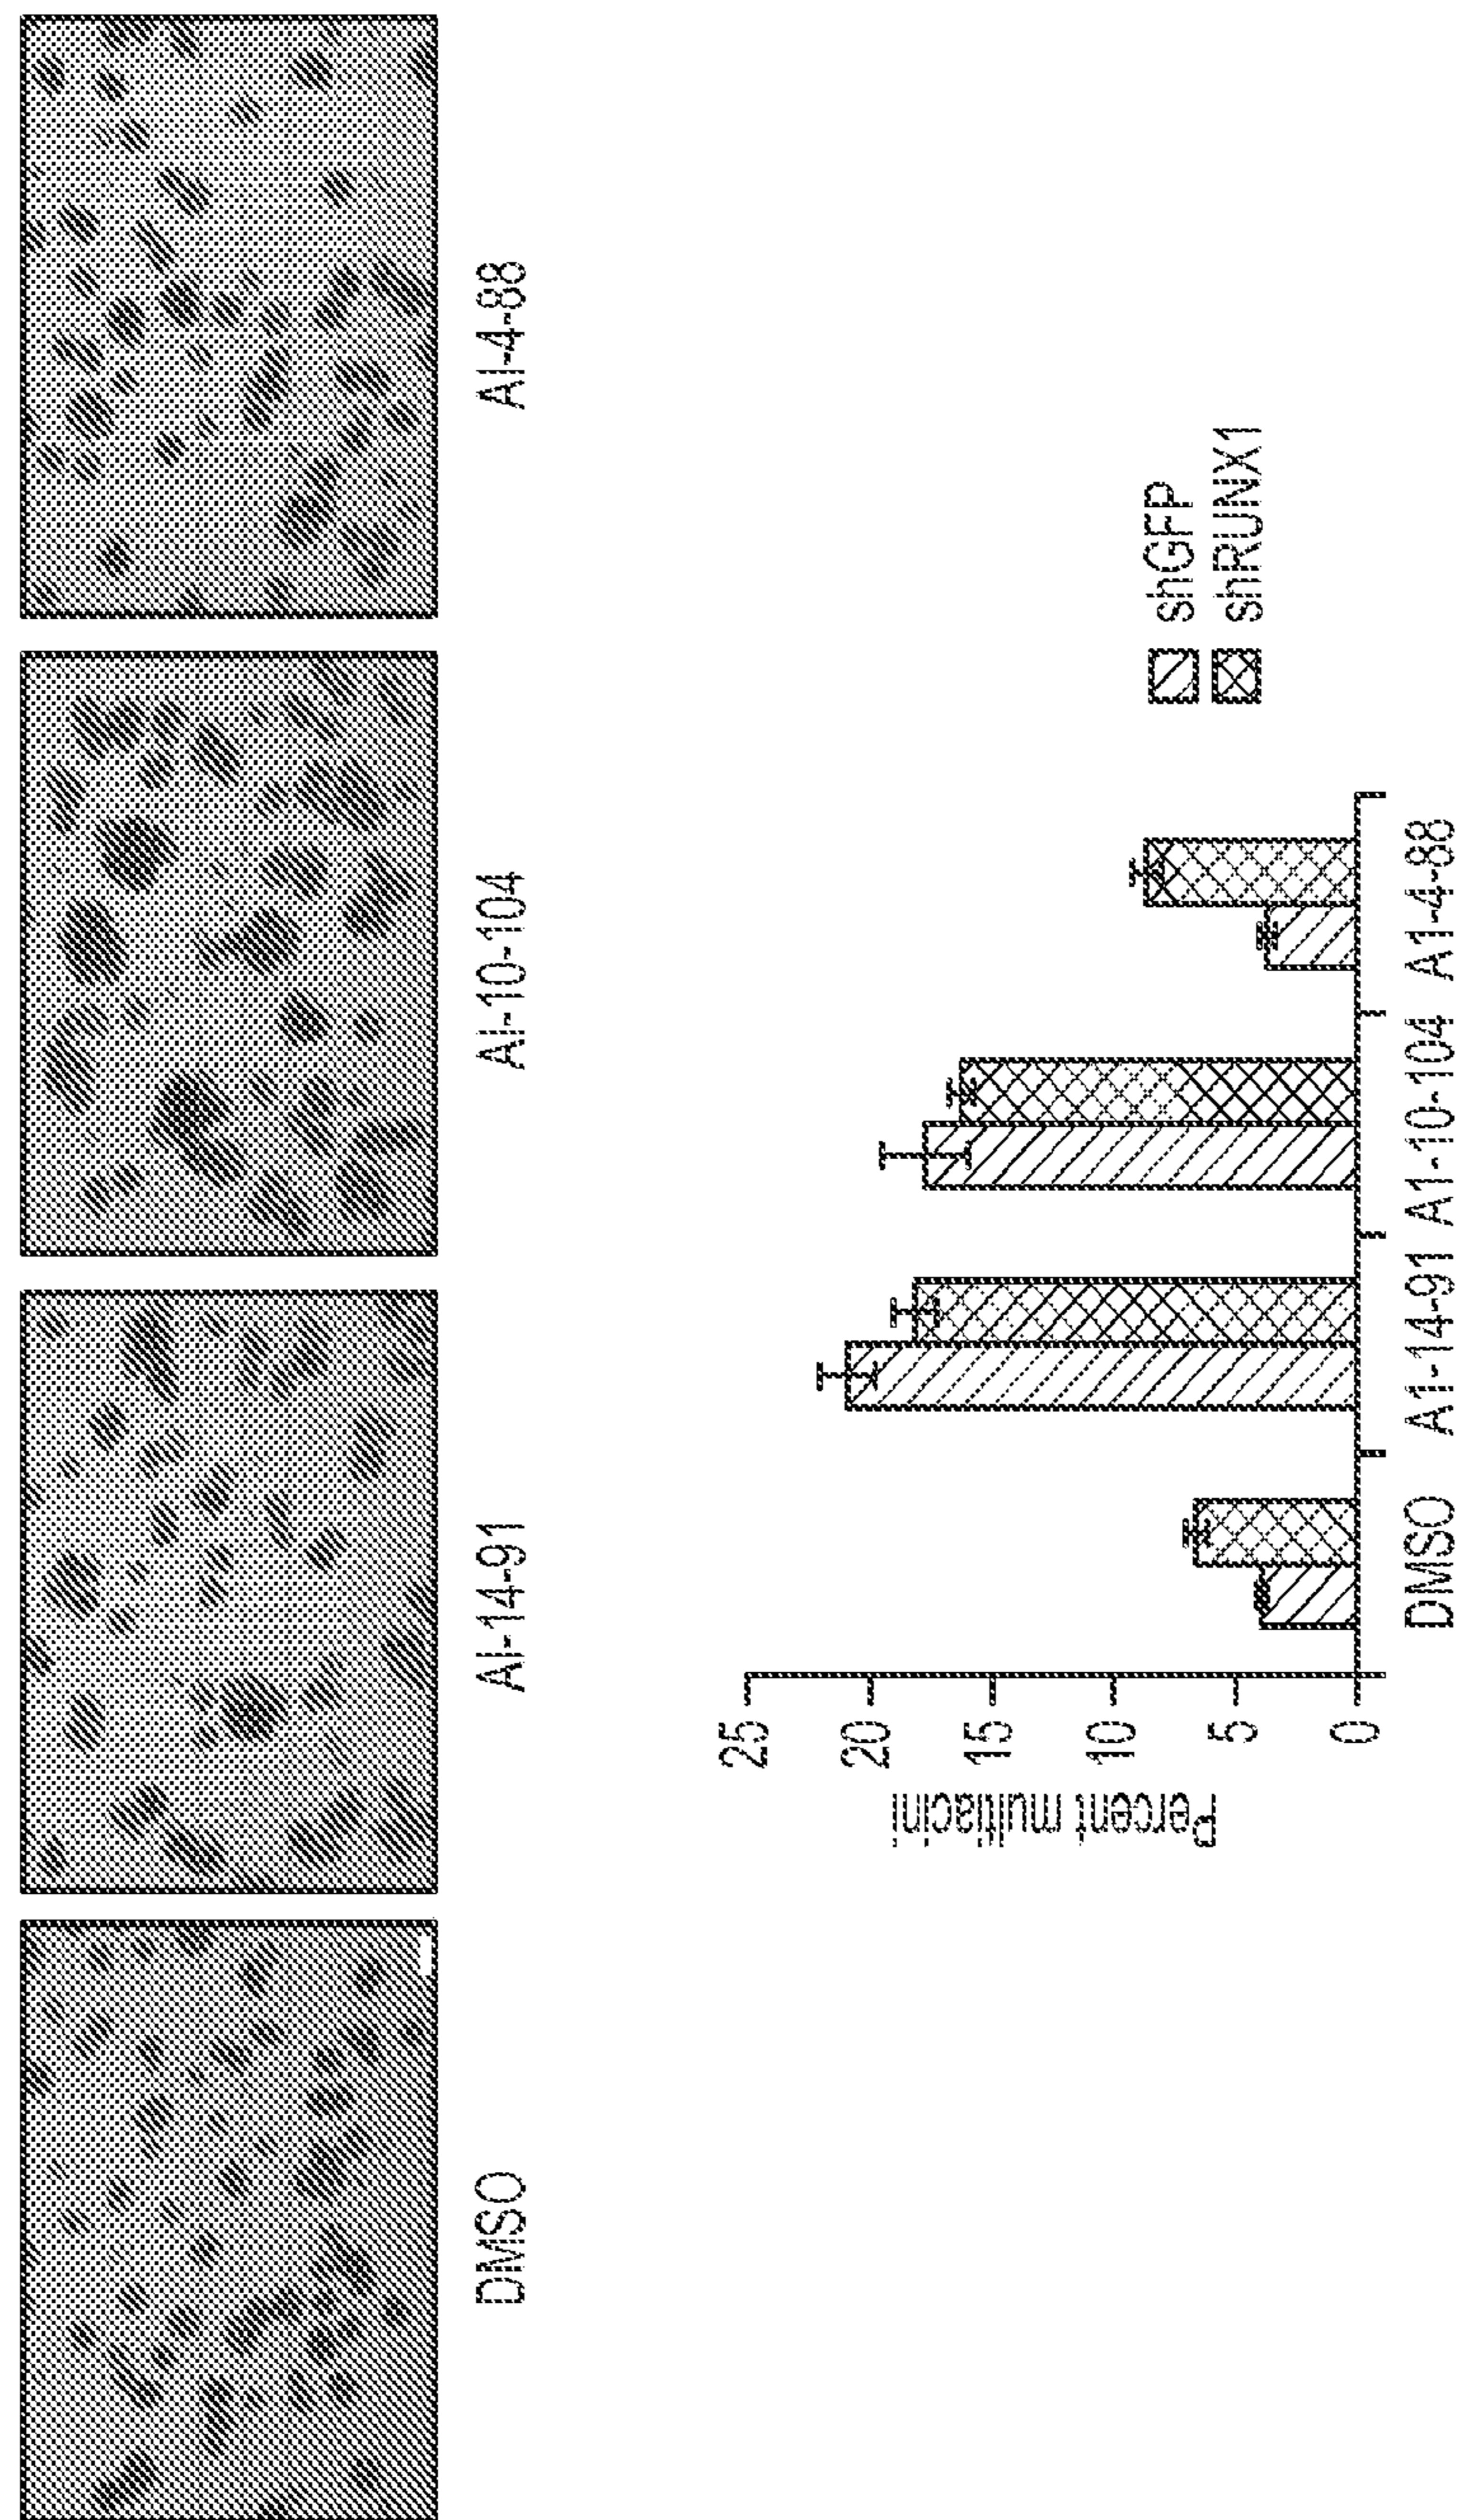 DMSO
AI-14-91
AI-10-104
AI-4-88
Percent multiacini
25
20
15
10
5
0
shGFP
shRUNX1
DMSO
A1-14-91
A1-10-104
A1-4-88